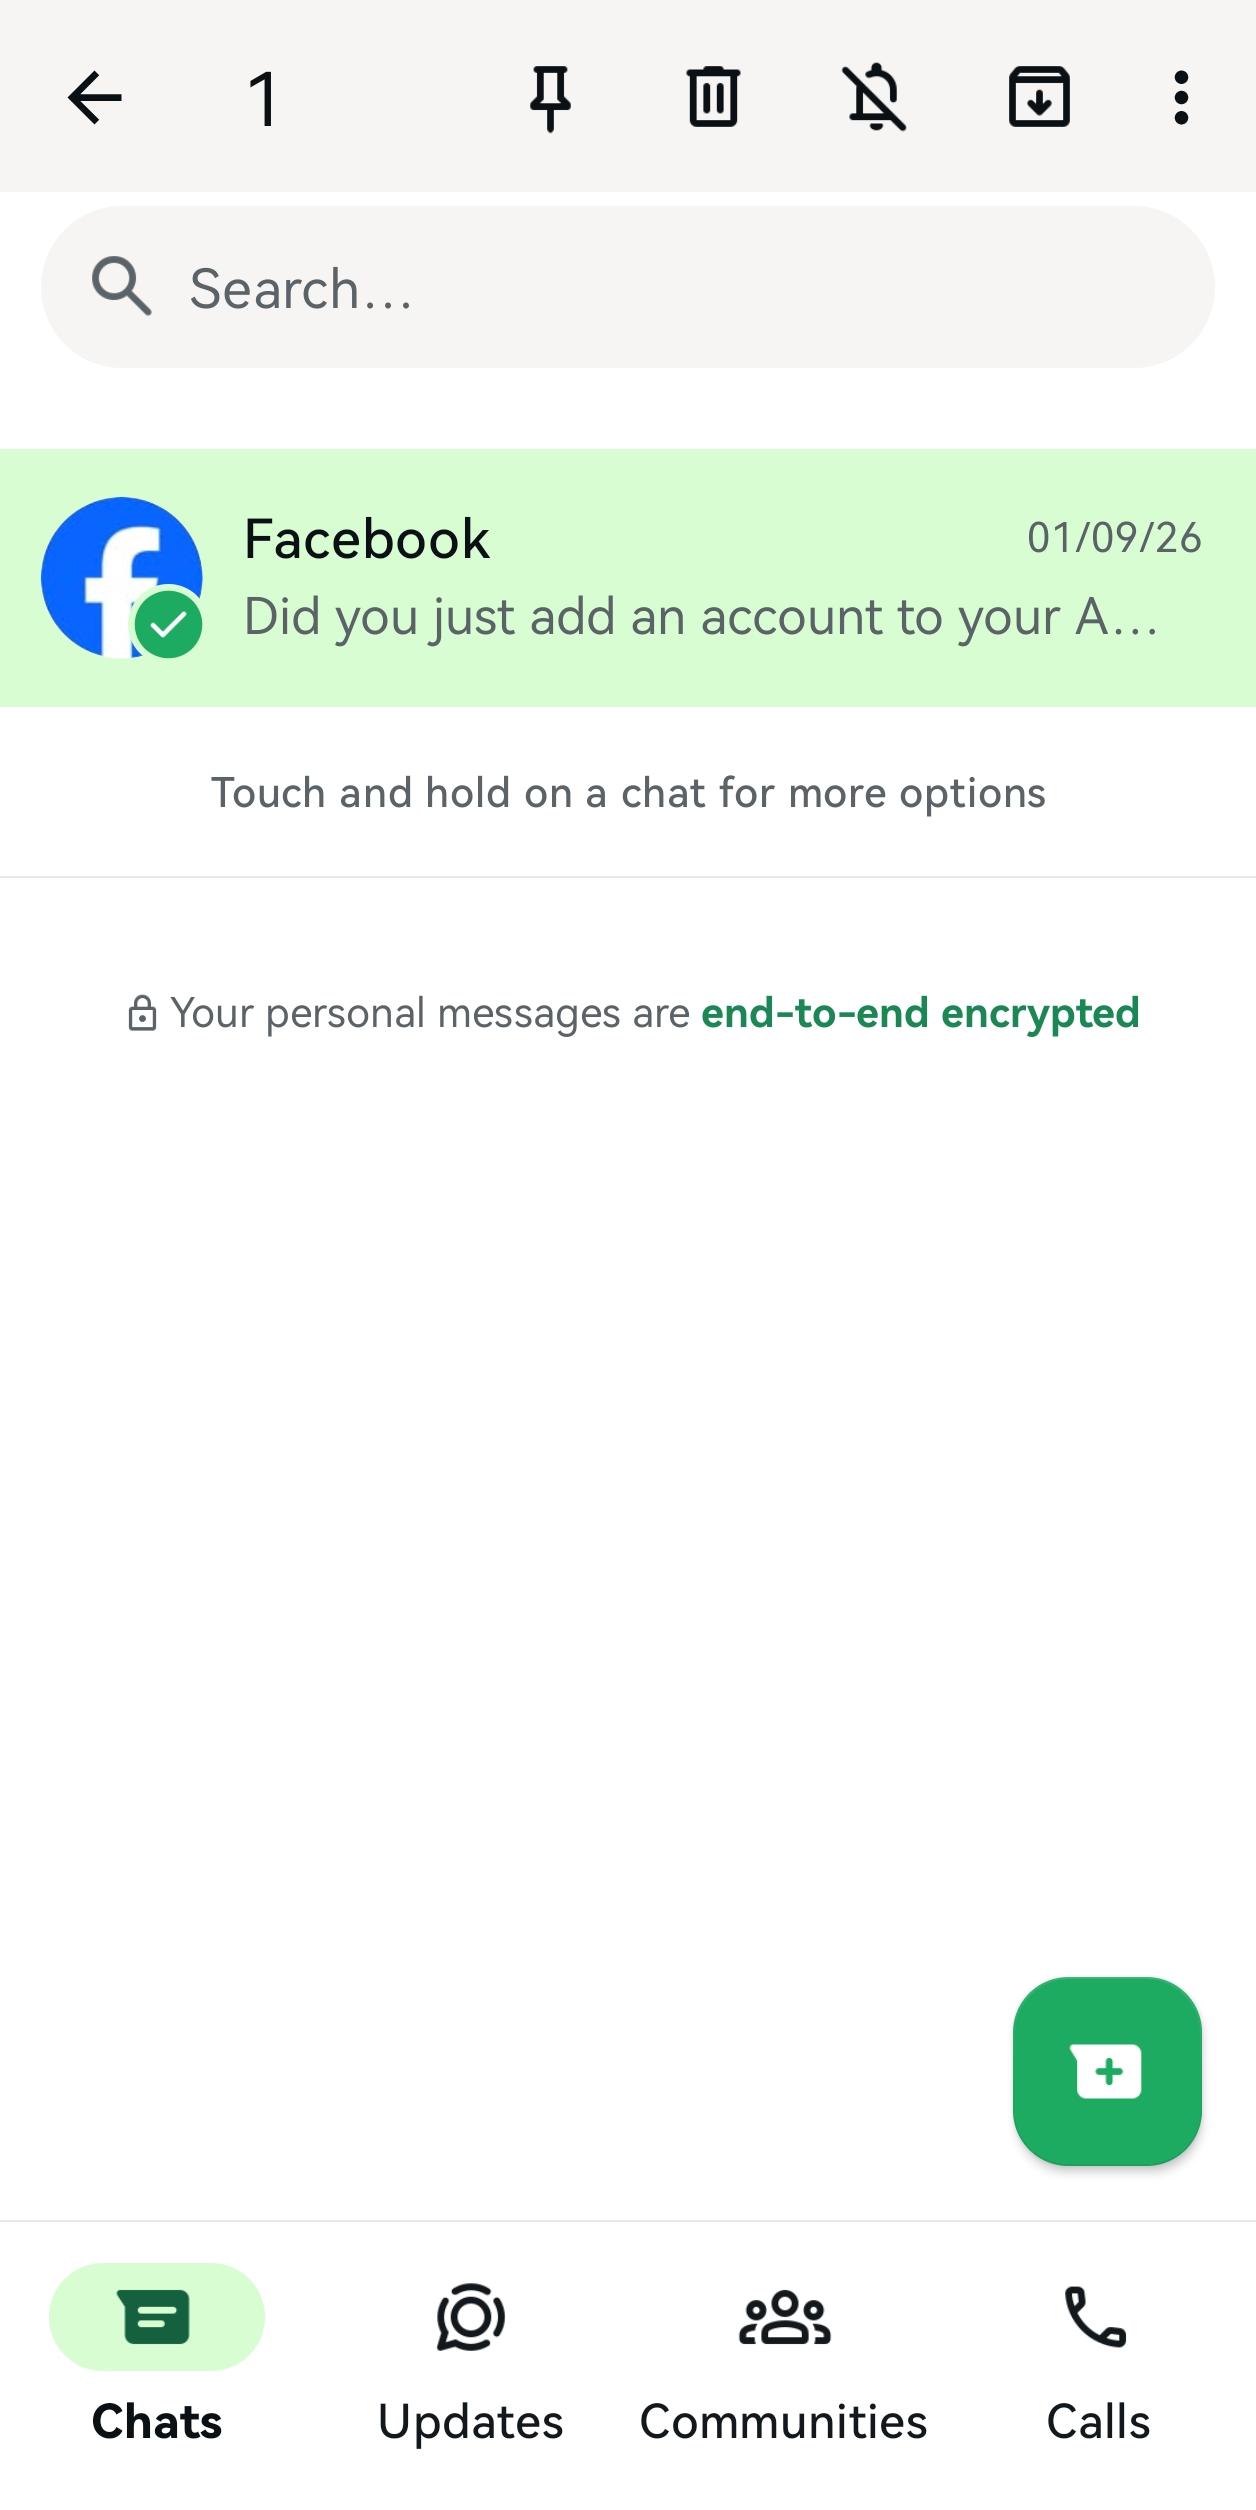 1
Search...
Facebook
01/09/26
Did you just add an account to your A...
Touch and hold on a chat for more options
Your personal messages are end-to-end encrypted
Chats
Updates
Communities
Calls